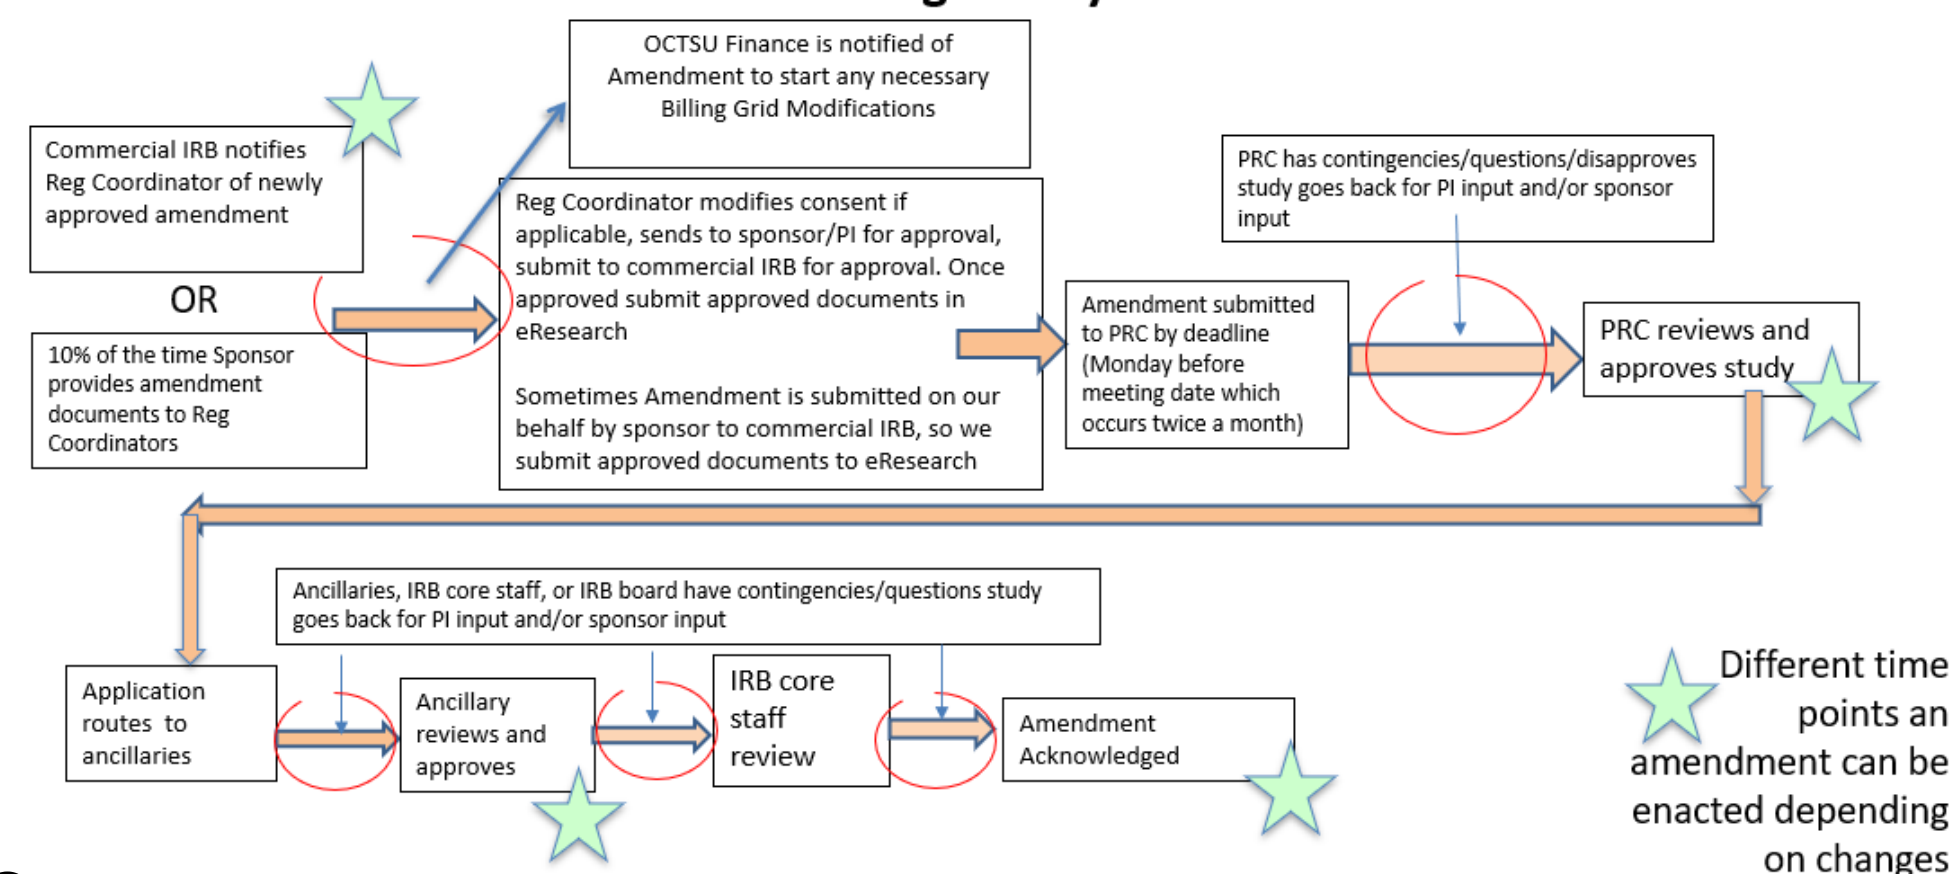 OCTSU Finance is notified of
Amendment to start any necessary
Billing Grid Modifications
Commercial IRB notifies
Reg Coordinator of newly
approved amendment
OR
10% of the time Sponsor
provides amendment
documents to Reg
Coordinators
Reg Coordinator modifies consent if
applicable, sends to sponsor/PI for approval,
submit to commercial IRB for approval. Once
approved submit approved documents in
eResearch
Sometimes Amendment is submitted on our
behalf by sponsor to commercial IRB, so we
submit approved documents to eResearch
Amendment submitted
to PRC by deadline
(Monday before
meeting date which
occurs twice a month)
PRC has contingencies/questions/disapproves
study goes back for PI input and/or sponsor
input
PRC reviews and
approves study
Ancillaries, IRB core staff, or IRB board have contingencies/questions study
goes back for PI input and/or sponsor input
Application
routes to
ancillaries
Ancillary
reviews and
approves
IRB core
staff
review
Amendment
Acknowledged
Different time
points an
amendment can be
enacted depending
on changes